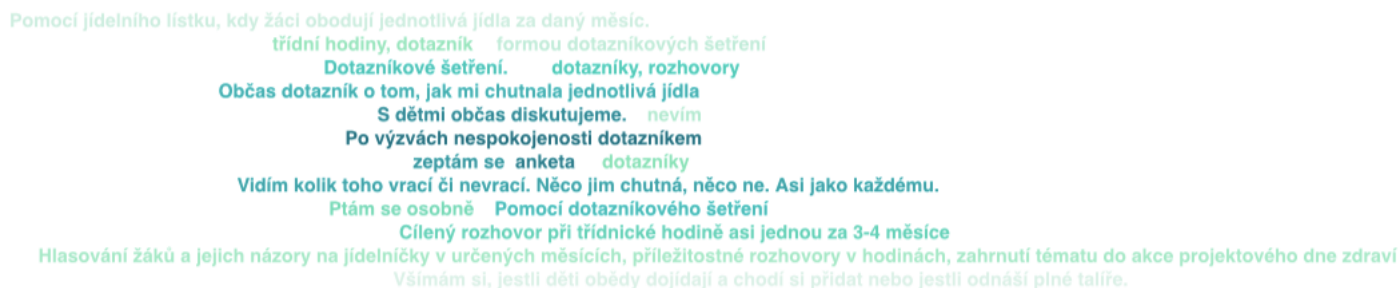 Pomocí jídelního lístku, kdy žáci obodují jednotlivá jídla za daný měsíc.
třídní hodiny, dotazník formou dotazníkových šetření
Dotazníkové šetření. dotazníky, rozhovory
Občas dotazník o tom, jak mi chutnala jednotlivá jídla
S dětmi občas diskutujeme. nevím
Po výzvách nespokojenosti dotazníkem
zeptám se anketa dotazníky
Vidím kolik toho vrací či nevrací. Něco jim chutná, něco ne. Asi jako každému.
Ptám se osobně Pomocí dotazníkového šetření
Cílený rozhovor při třídnické hodině asi jednou za 3-4 měsíce
Hlasování žáků a jejich názory na jídelníčky v určených měsících, příležitostné rozhovory v hodinách, zahrnutí tématu do akce projektového dne zdraví
Všímám si, jestli děti obědy dojídají a chodí si přidat nebo jestli odnáší plné talíře.